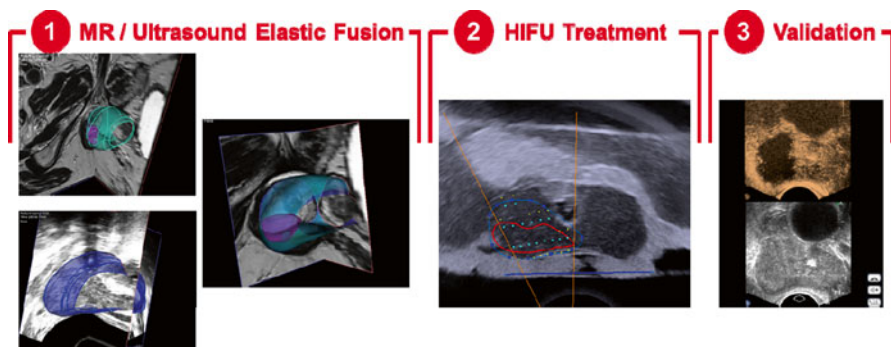 1 MR / Ultrasound Elastic Fusion
2 HIFU Treatment
3 Validation